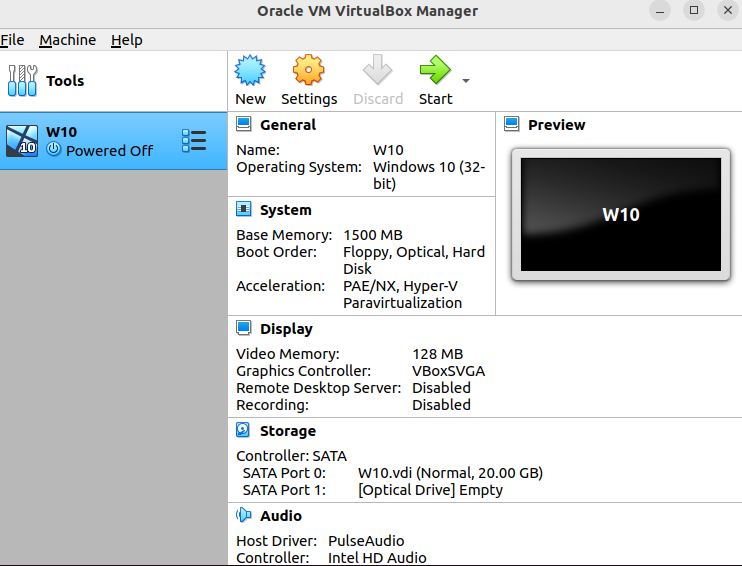 Oracle VM VirtualBox Manager
File Machine Help
Tools
New Settings Discard Start
W10
Powered Off
10
General
Name: W10
Operating System: Windows 10 (32-
bit)
Preview
W10
System
Base Memory: 1500 MB
Boot Order: Floppy, Optical, Hard
Disk
Acceleration: PAE/NX, Hyper-V
Paravirtualization
Display
Video Memory: 128 MB
Graphics Controller: VBoxSVGA
Remote Desktop Server: Disabled
Recording: Disabled
Storage
Controller: SATA
SATA Port 0: W10.vdi (Normal, 20.00 GB)
SATA Port 1: [Optical Drive] Empty
Audio
Host Driver: PulseAudio
Controller: Intel HD Audio